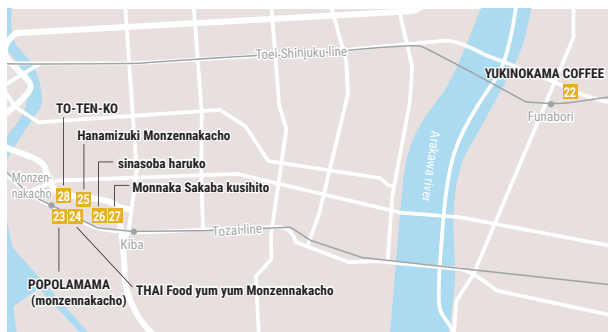 Toei-Shinjuku-line
YUKINOKAMA COFFEE
22
Funabori
TO-TEN-KO
Hanamizuki Monzennakacho
sinasoba haruko
Monnaka Sakaba kusihito
Arakawa river
Monzen-
nakacho
28
25
23
24
26
27
Kiba
Tozai-line
POPOLAMAMA
(monzennakacho)
THAI Food yum yum Monzennakacho